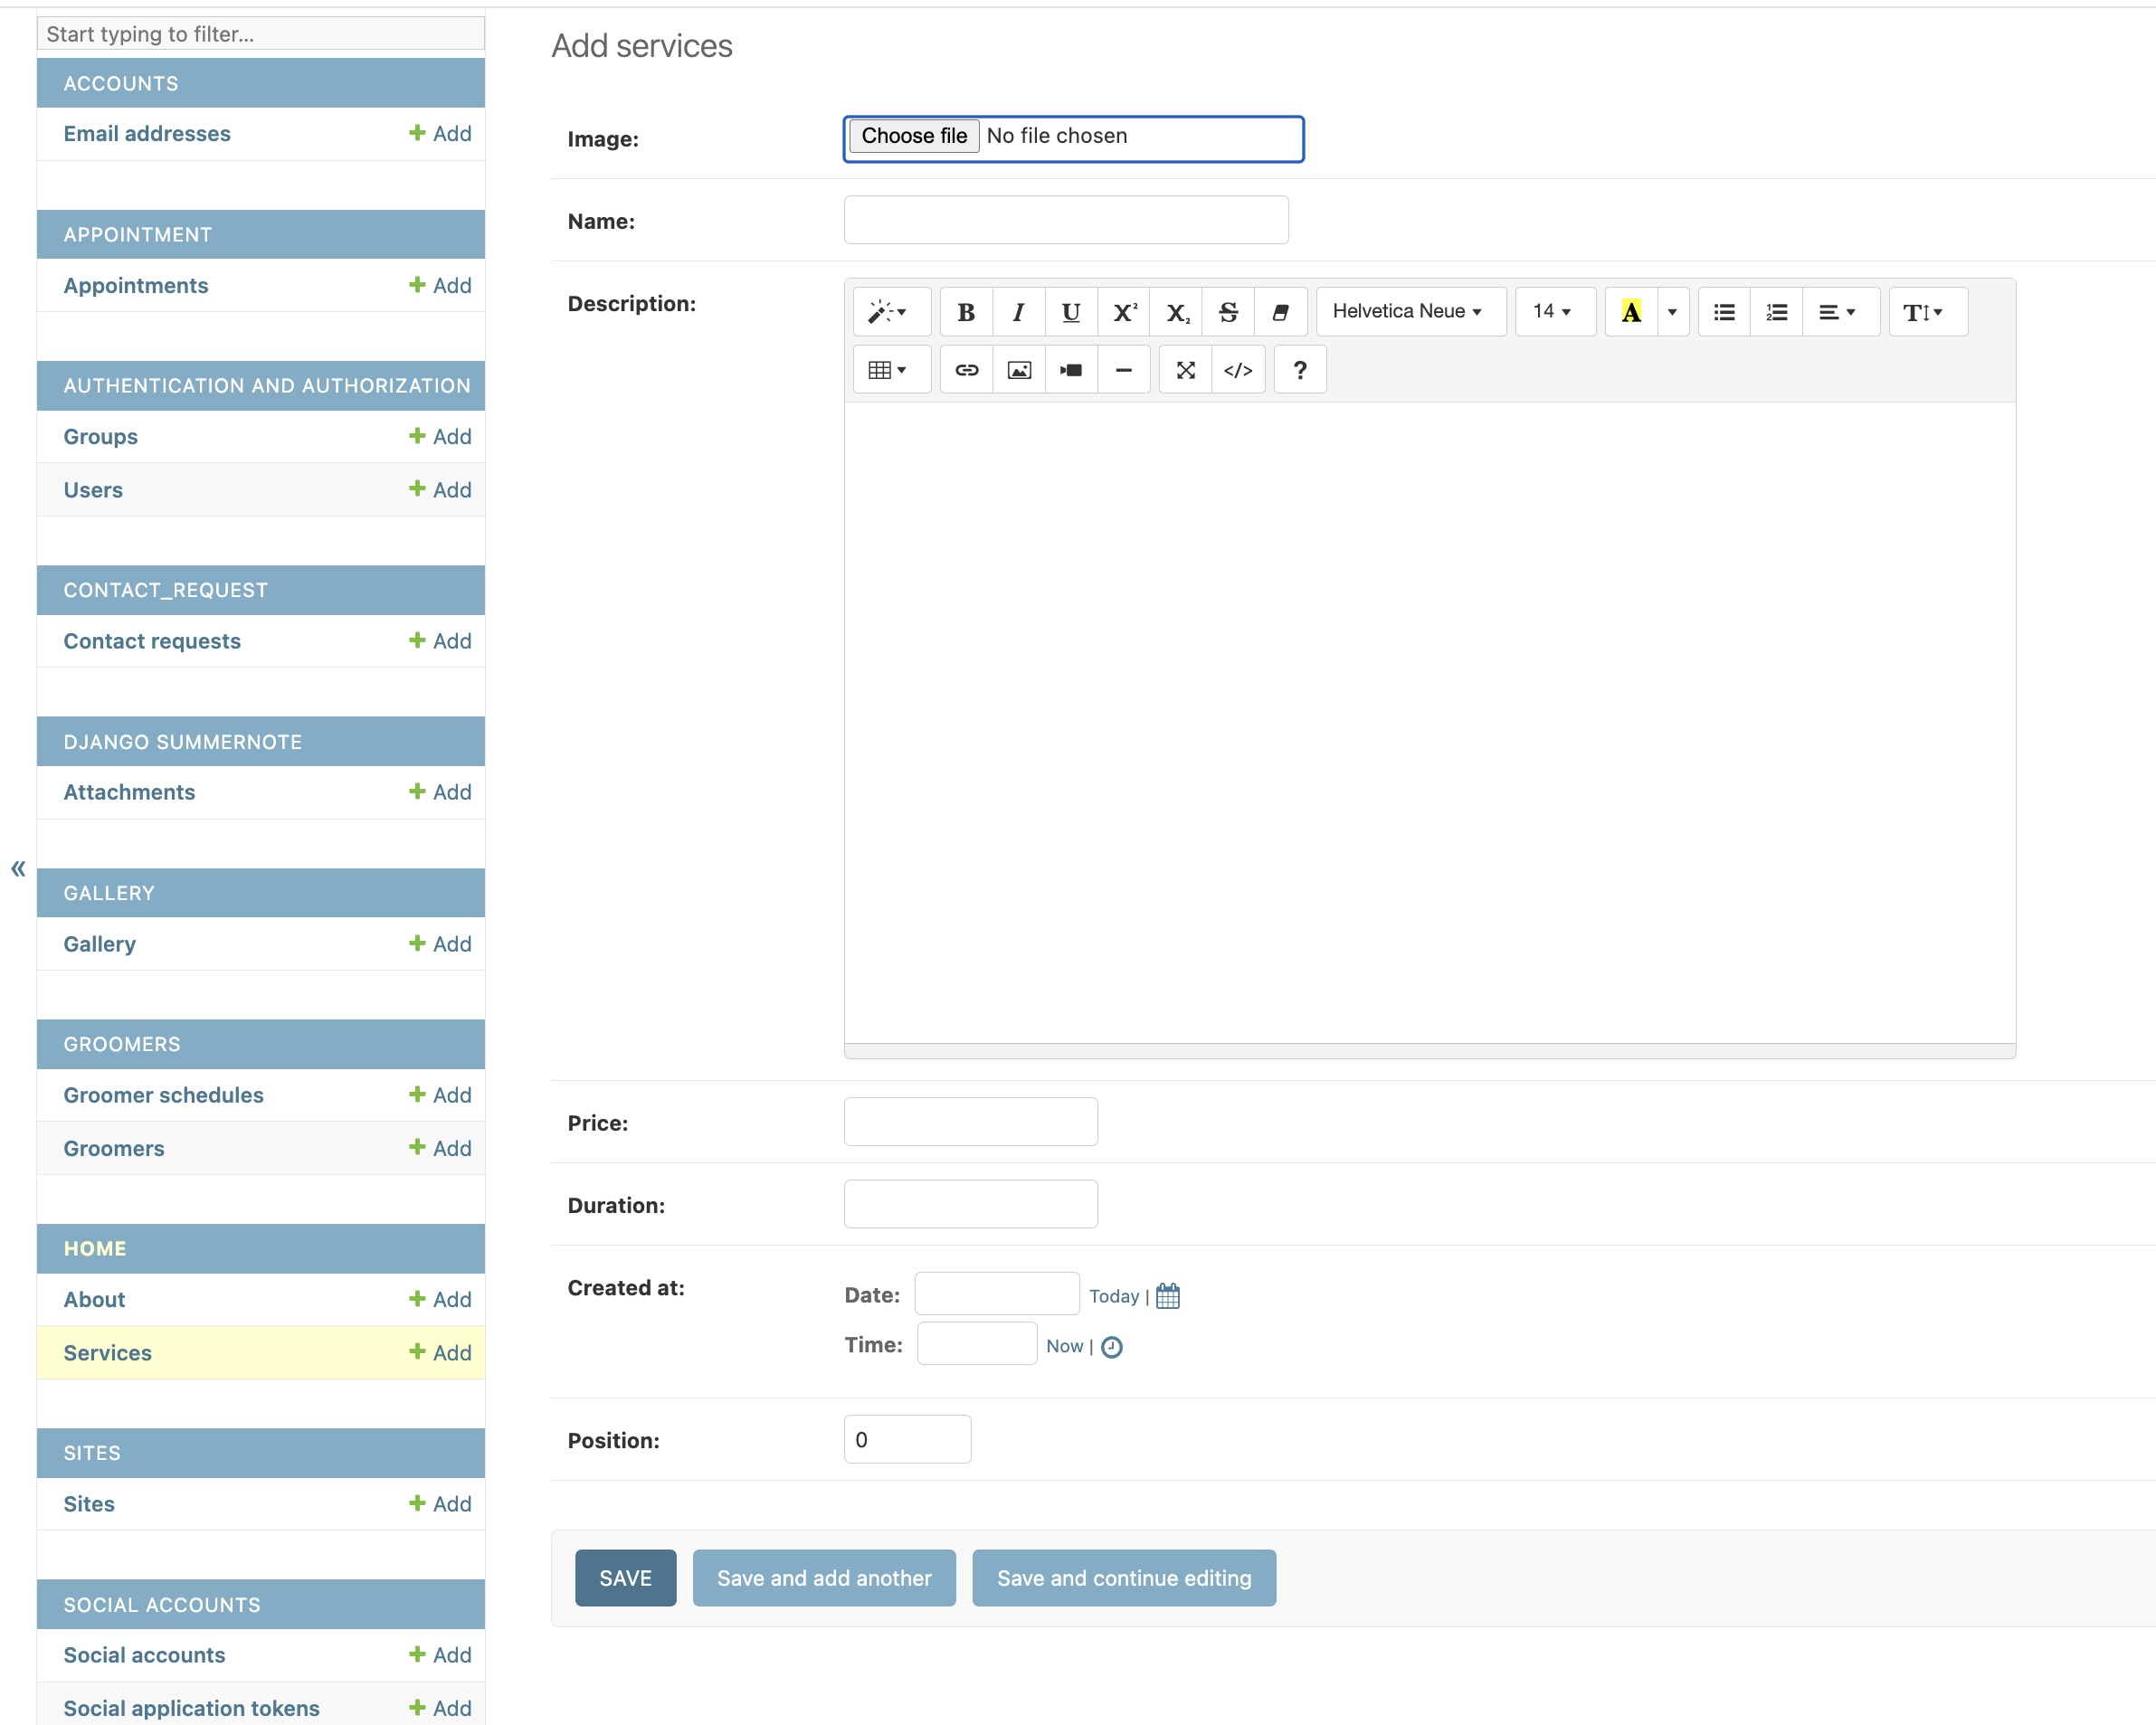 Start typing to filter...
ACCOUNTS
Email addresses + Add
APPOINTMENT
Appointments + Add
AUTHENTICATION AND AUTHORIZATION
Groups + Add
Users + Add
CONTACT_REQUEST
Contact requests + Add
DJANGO SUMMERNOTE
Attachments + Add
«
GALLERY
Gallery + Add
GROOMERS
Groomer schedules + Add
Groomers + Add
HOME
About + Add
Services + Add
SITES
Sites + Add
SOCIAL ACCOUNTS
Social accounts + Add
Social application tokens + Add
Add services
Image: Choose file No file chosen
Name:
Description:
B I U X² X₂ S Helvetica Neue 14 A T
</> ?
Price:
Duration:
Created at: Date: Today |
Time: Now |
Position: 0
SAVE Save and add another Save and continue editing